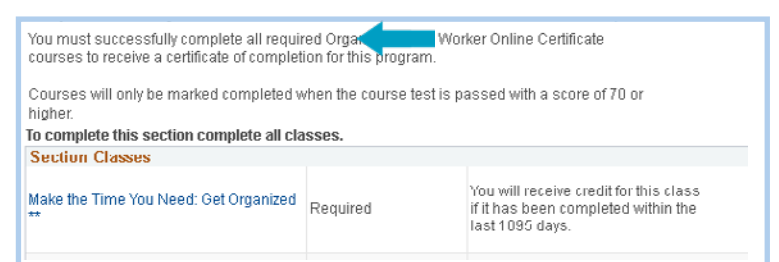 You must successfully complete all required Worker Online Certificate
courses to receive a certificate of completion for this program.
Courses will only be marked completed when the course test is passed with a score of 70 or
higher.
To complete this section complete all classes.
Section Classes
Make the Time You Need: Get Organized
**
Required
You will receive credit for this class
if it has been completed within the
last 1095 days.